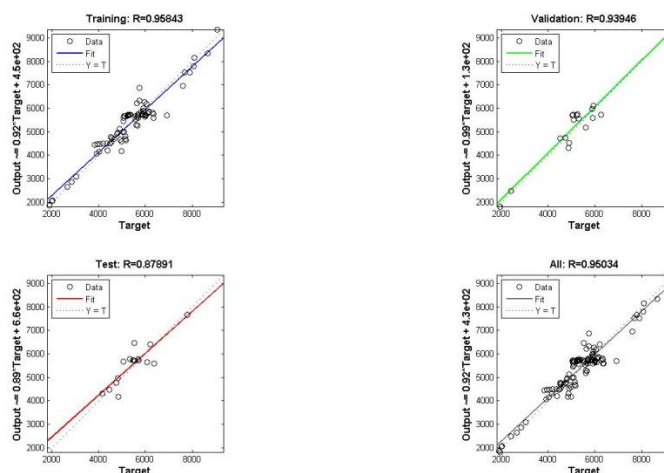 Training: R=0.95843
Output ~= 0.92*Target + 4.5e+02
9000
8000
7000
6000
5000
4000
3000
2000
Data
Fit
Y = T
2000 4000 6000 8000
Target
Validation: R=0.93946
Output ~= 0.99*Target + 1.3e+02
9000
8000
7000
6000
5000
4000
3000
2000
Data
Fit
Y = T
2000 4000 6000 8000
Target
Test: R=0.87891
Output ~= 0.89*Target + 6.6e+02
9000
8000
7000
6000
5000
4000
3000
2000
Data
Fit
Y = T
2000 4000 6000 8000
Target
All: R=0.95034
Output ~= 0.92*Target + 4.3e+02
9000
8000
7000
6000
5000
4000
3000
2000
Data
Fit
Y = T
2000 4000 6000 8000
Target